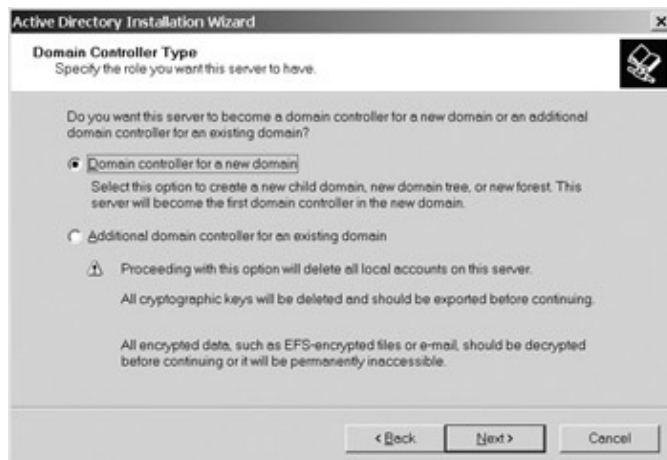 Active Directory Installation Wizard
Domain Controller Type
Specify the role you want this server to have.
Do you want this server to become a domain controller for a new domain or an additional
domain controller for an existing domain?
Domain controller for a new domain
Select this option to create a new child domain, new domain tree, or new forest. This
server will become the first domain controller in the new domain.
Additional domain controller for an existing domain
Proceeding with this option will delete all local accounts on this server.
All cryptographic keys will be deleted and should be exported before continuing.
All encrypted data, such as EFS-encrypted files or e-mail, should be decrypted
before continuing or it will be permanently inaccessible.
< Back Next > Cancel